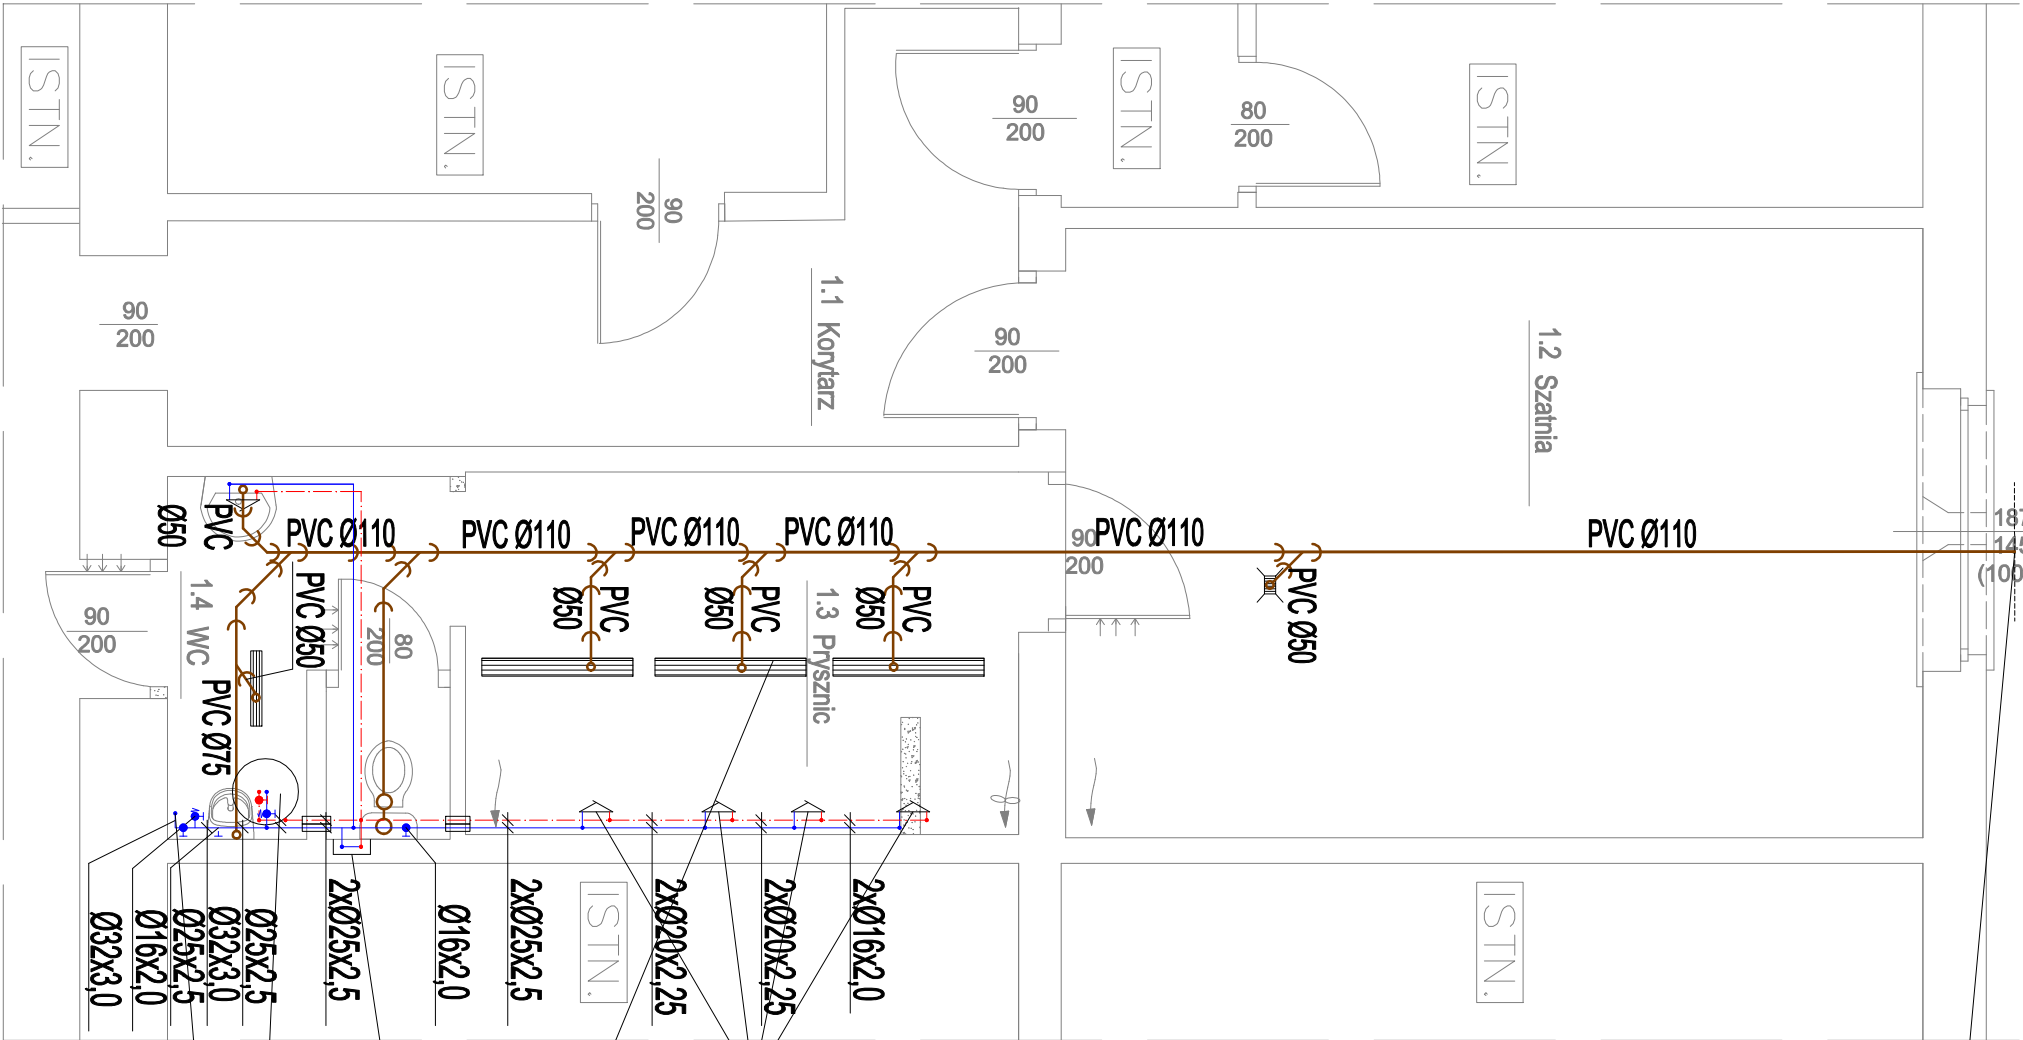 ISTN.
ISTN.
ISTN.
ISTN.
90
200
80
200
90
200
90
200
90
200
1.1 Korytarz
1.2 Szatnia
PVC
Ø50
PVC Ø110
PVC Ø110
PVC Ø110
PVC Ø110
PVC Ø110
PVC Ø110
90
200
90
200
1.4 WC
PVC Ø50
80
200
PVC
Ø50
PVC
Ø50
PVC
Ø50
1.3 Prysznic
PVC Ø50
PVC Ø75
Ø32x3,0
Ø16x2,0
Ø25x2,5
Ø32x3,0
Ø25x2,5
2xØ25x2,5
Ø16x2,0
2xØ25x2,5
2xØ20x2,25
2xØ20x2,25
2xØ16x2,0
ISTN.
ISTN.